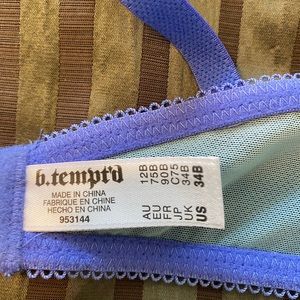 b.tempt'd
MADE IN CHINA
FABRIQUE EN CHINE
HECHO EN CHINA
953144
AU 12B
EU 75B
FR 90B
JP C75
UK 34B
US 34B